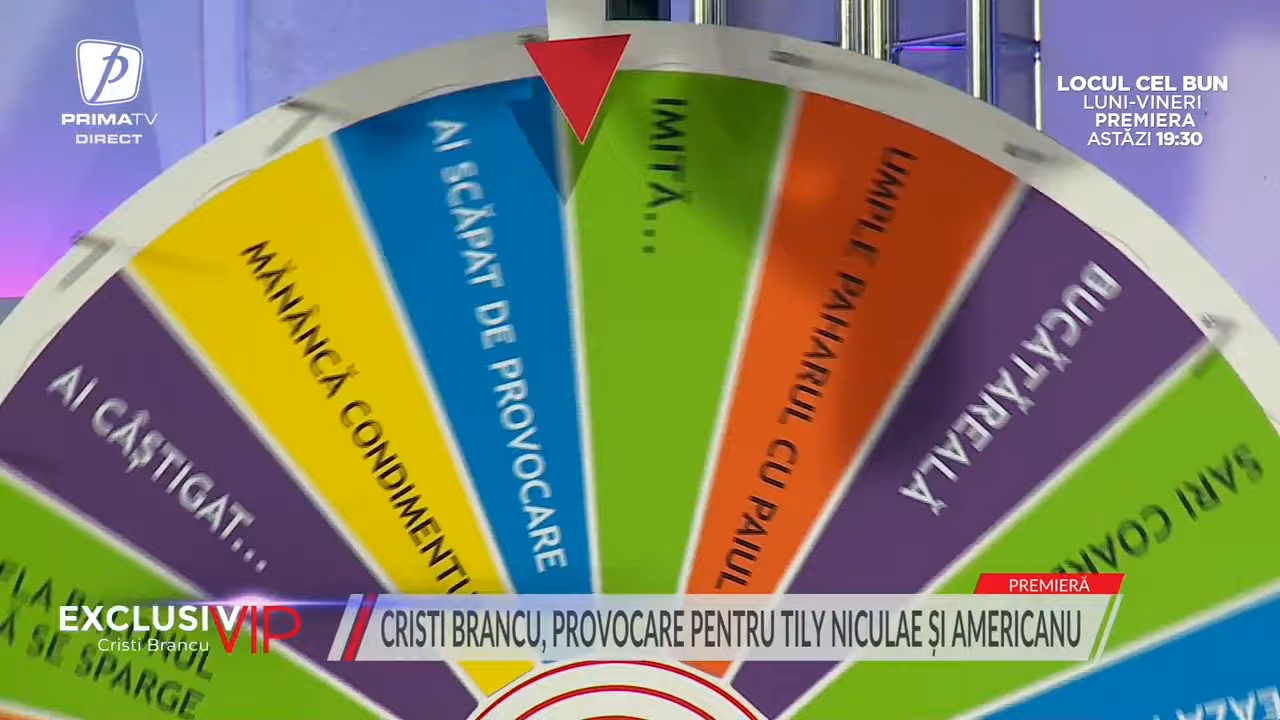 PRIMATV
DIRECT
LOCUL CEL BUN
LUNI-VINERI
PREMIERA
ASTĂZI 19:30
AI CÂȘTIGAT...
MĂNÂNCĂ CONDIMENTU
AI SCĂPAT DE PROVOCARE
IMITĂ...
UMPLE PAHARUL CU PAIUL
BUCĂTĂREALĂ
SARI COAR
SE SPARGE
PREMIERĂ
EXCLUSIV VIP
Cristi Brancu
CRISTI BRANCU, PROVOCARE PENTRU TILY NICULAE ȘI AMERICANU